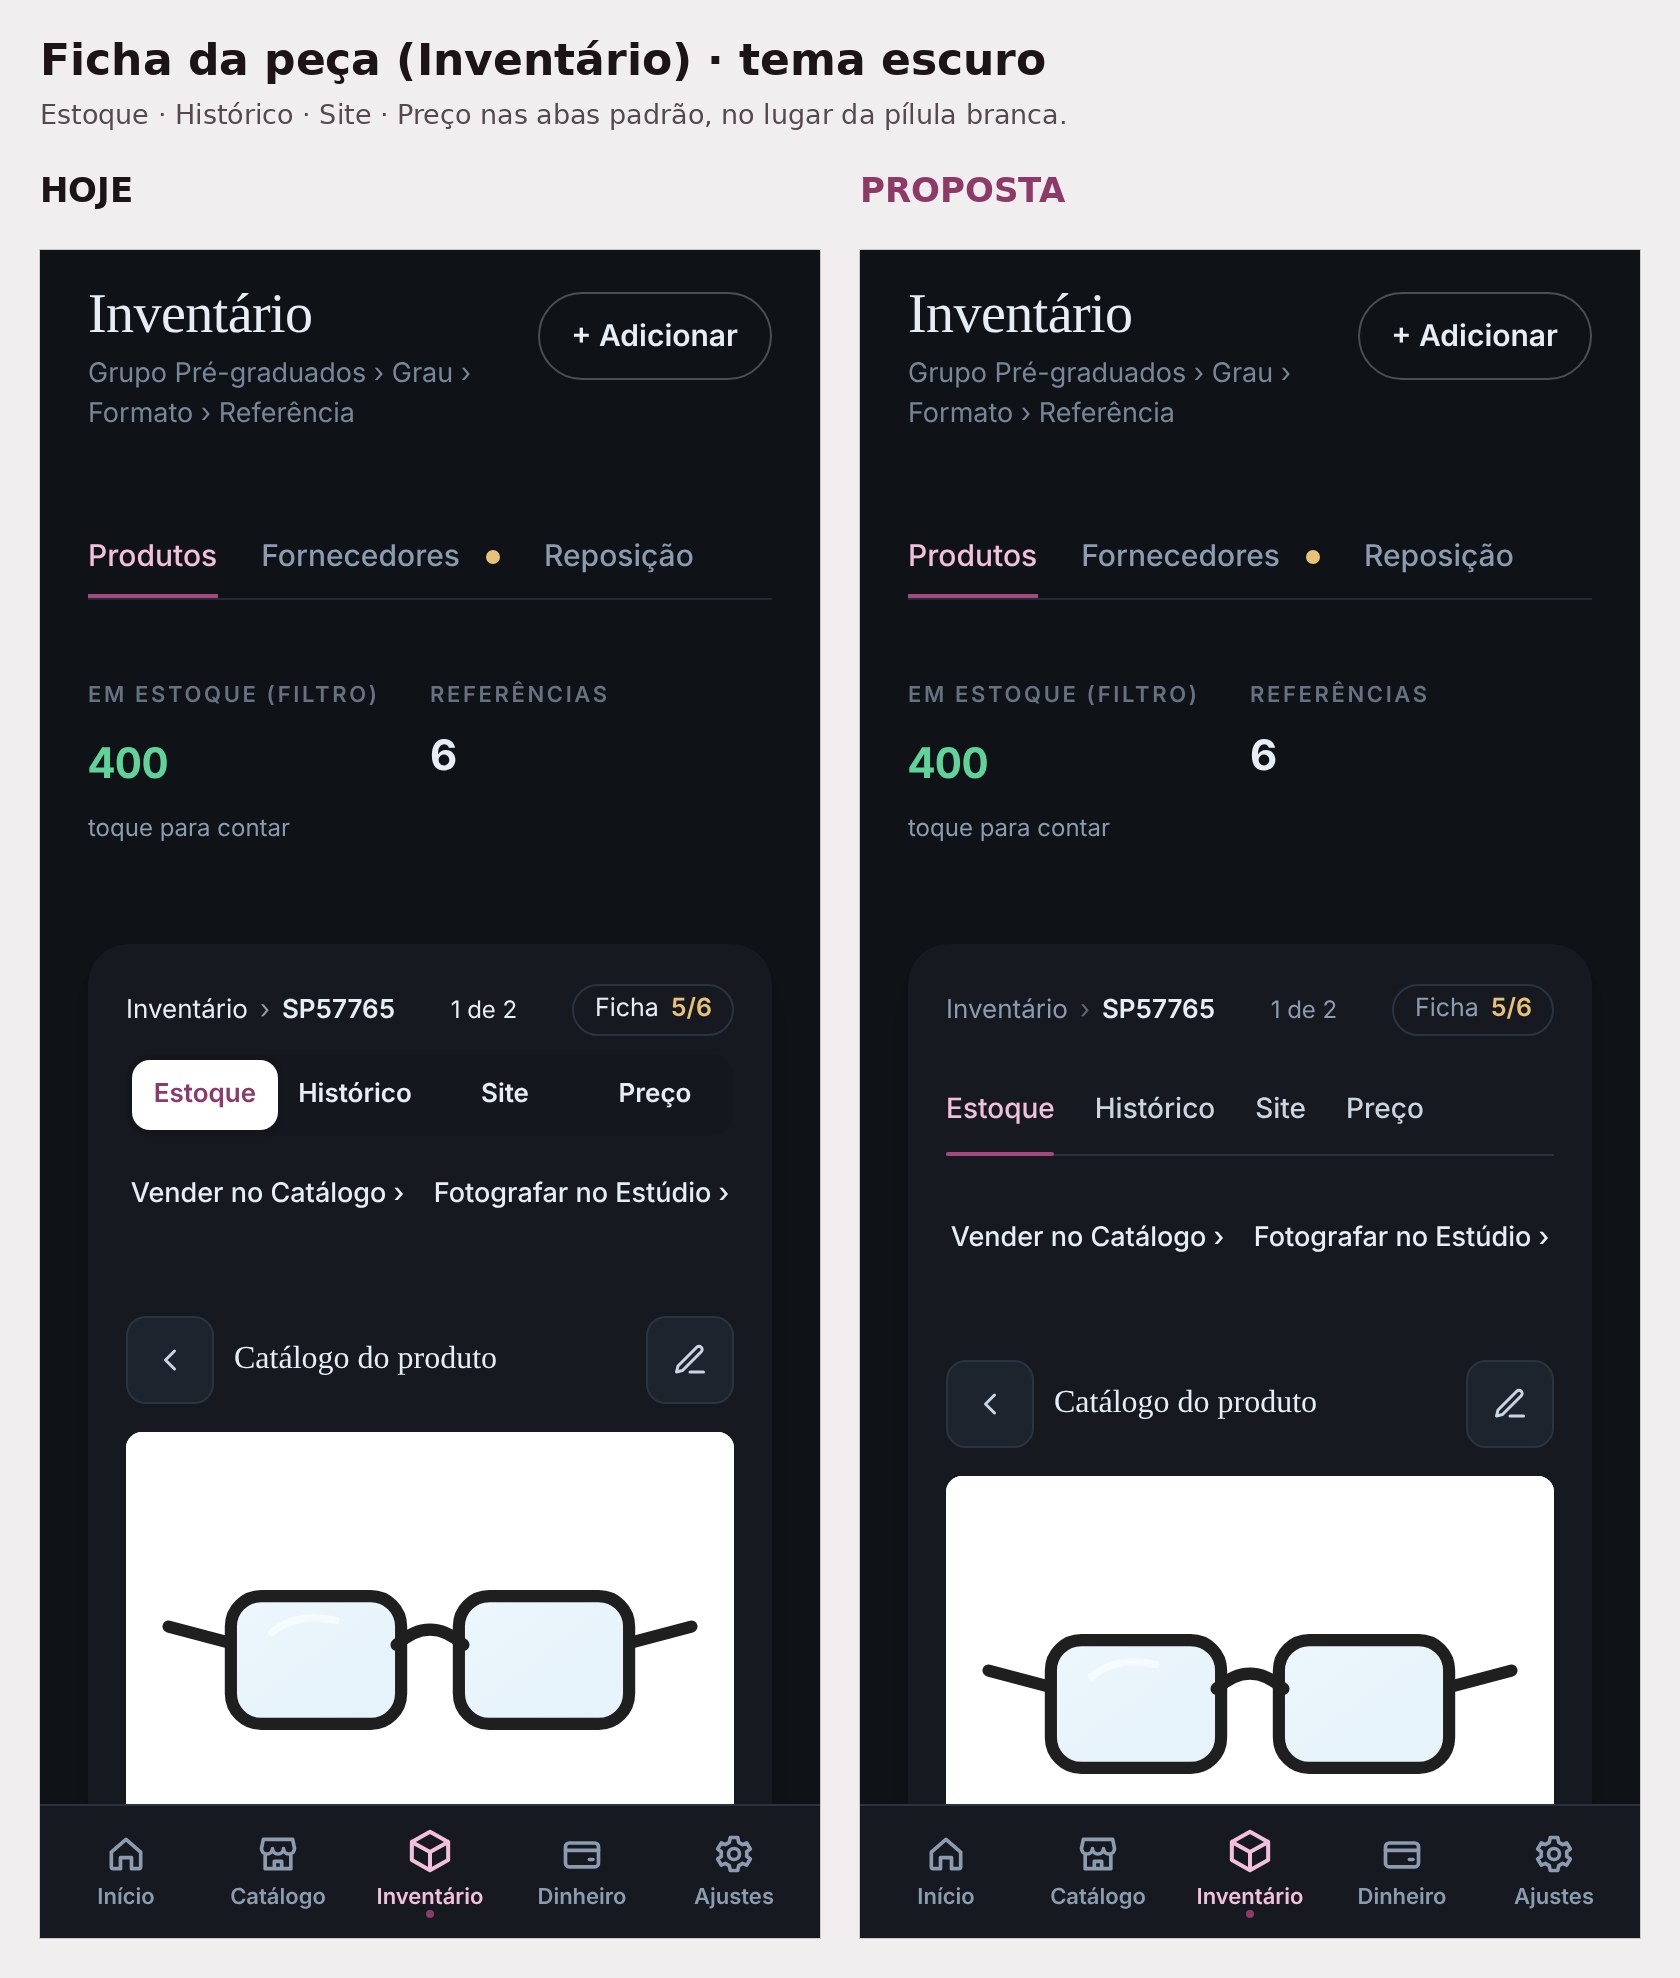 Ficha da peça (Inventário) · tema escuro
Estoque · Histórico · Site · Preço nas abas padrão, no lugar da pílula branca.
HOJE
Inventário
+ Adicionar
Grupo Pré-graduados › Grau ›
Formato › Referência
Produtos Fornecedores Reposição
EM ESTOQUE (FILTRO) REFERÊNCIAS
400 6
toque para contar
Inventário › SP57765 1 de 2 Ficha 5/6
Estoque Histórico Site Preço
Vender no Catálogo › Fotografar no Estúdio ›
Catálogo do produto
Início Catálogo Inventário Dinheiro Ajustes
PROPOSTA
Inventário
+ Adicionar
Grupo Pré-graduados › Grau ›
Formato › Referência
Produtos Fornecedores Reposição
EM ESTOQUE (FILTRO) REFERÊNCIAS
400 6
toque para contar
Inventário › SP57765 1 de 2 Ficha 5/6
Estoque Histórico Site Preço
Vender no Catálogo › Fotografar no Estúdio ›
Catálogo do produto
Início Catálogo Inventário Dinheiro Ajustes